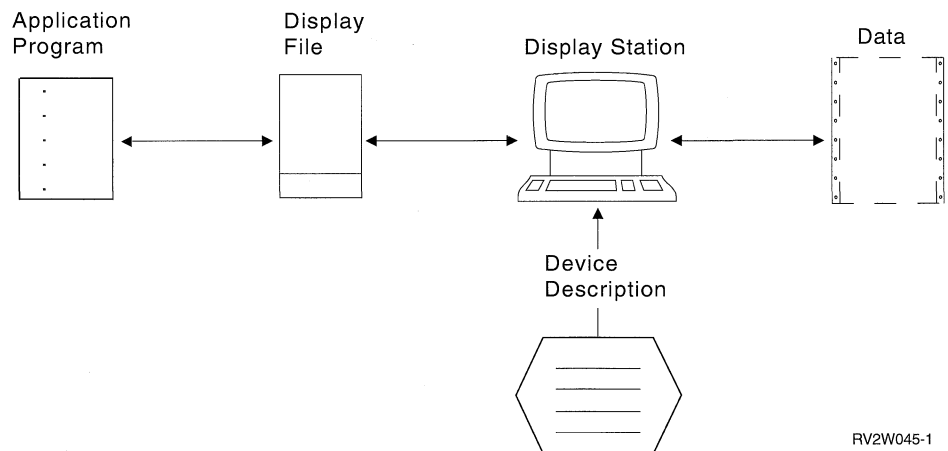 Application
Program
Display
File
Display Station
Data
Device
Description
RV2W045-1